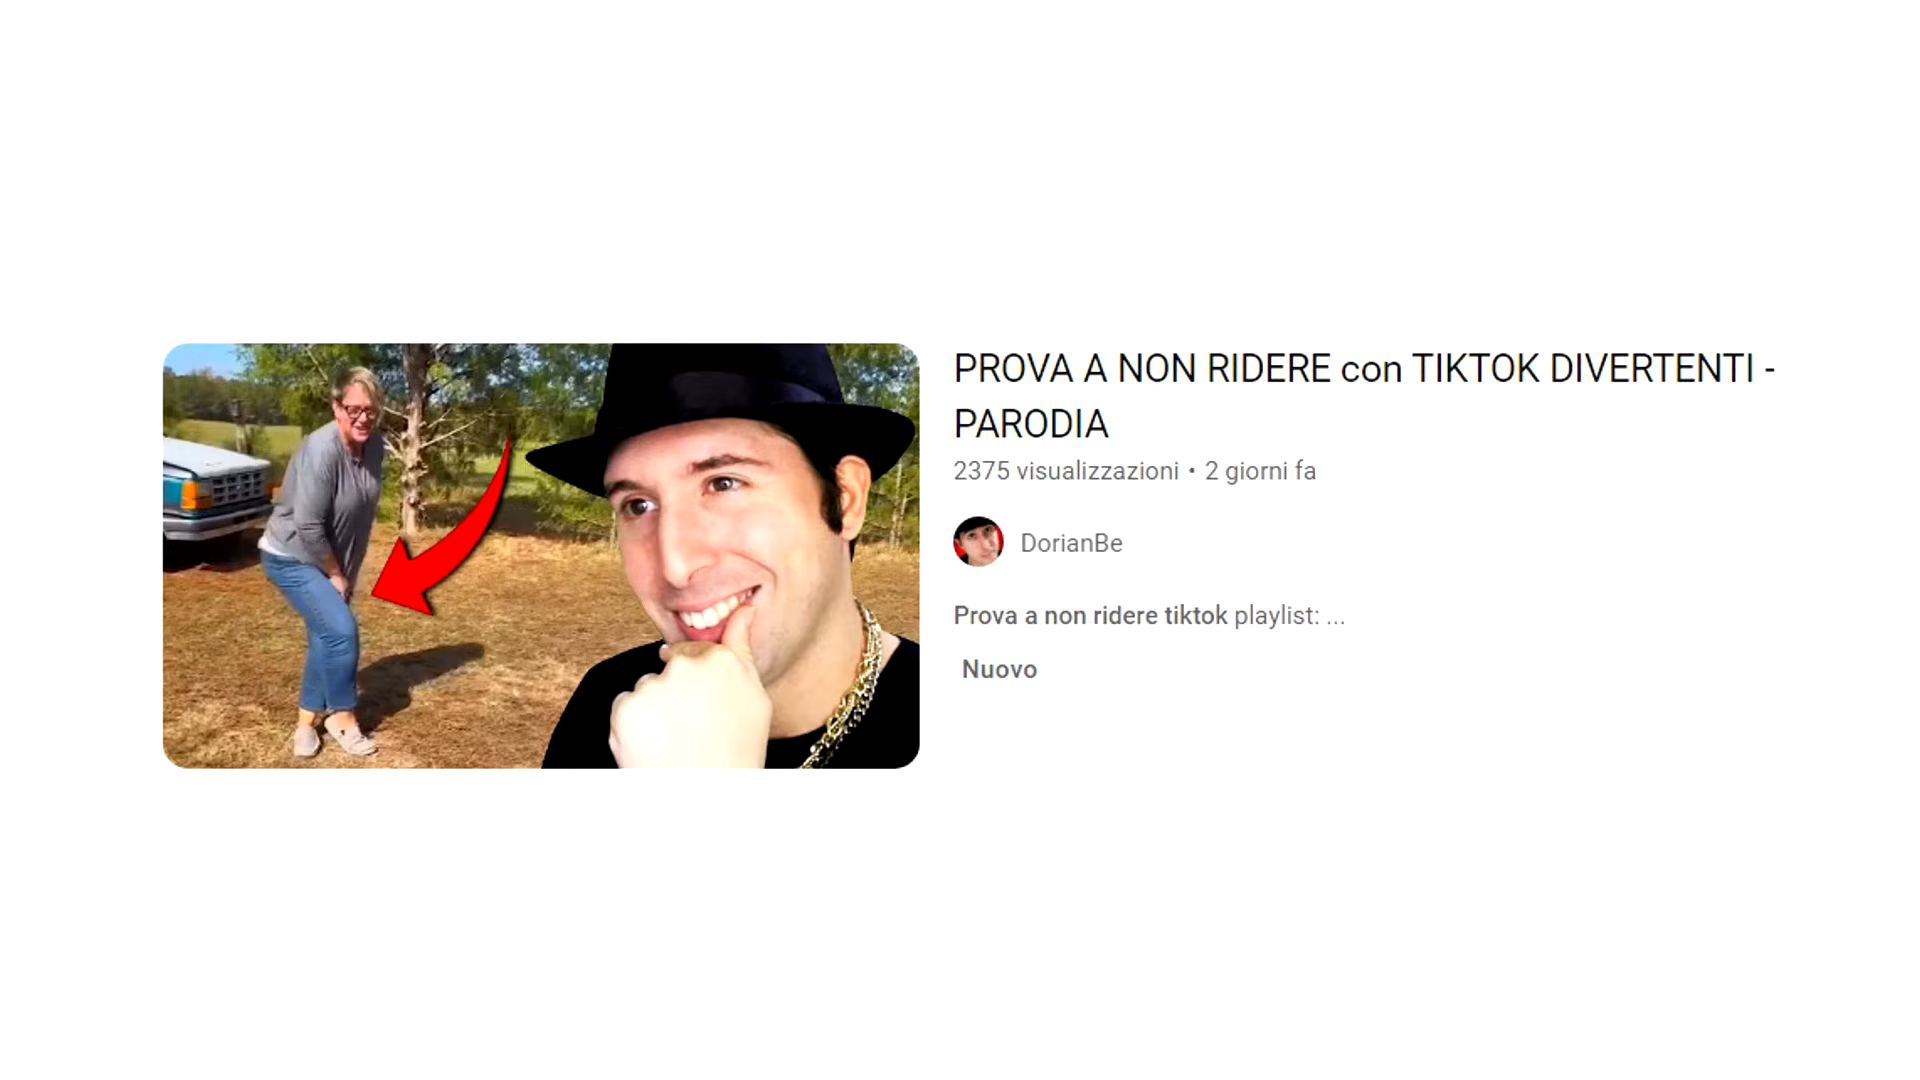 PROVA A NON RIDERE con TIKTOK DIVERTENTI -
PARODIA
2375 visualizzazioni • 2 giorni fa
DorianBe
Prova a non ridere tiktok playlist: ...
Nuovo